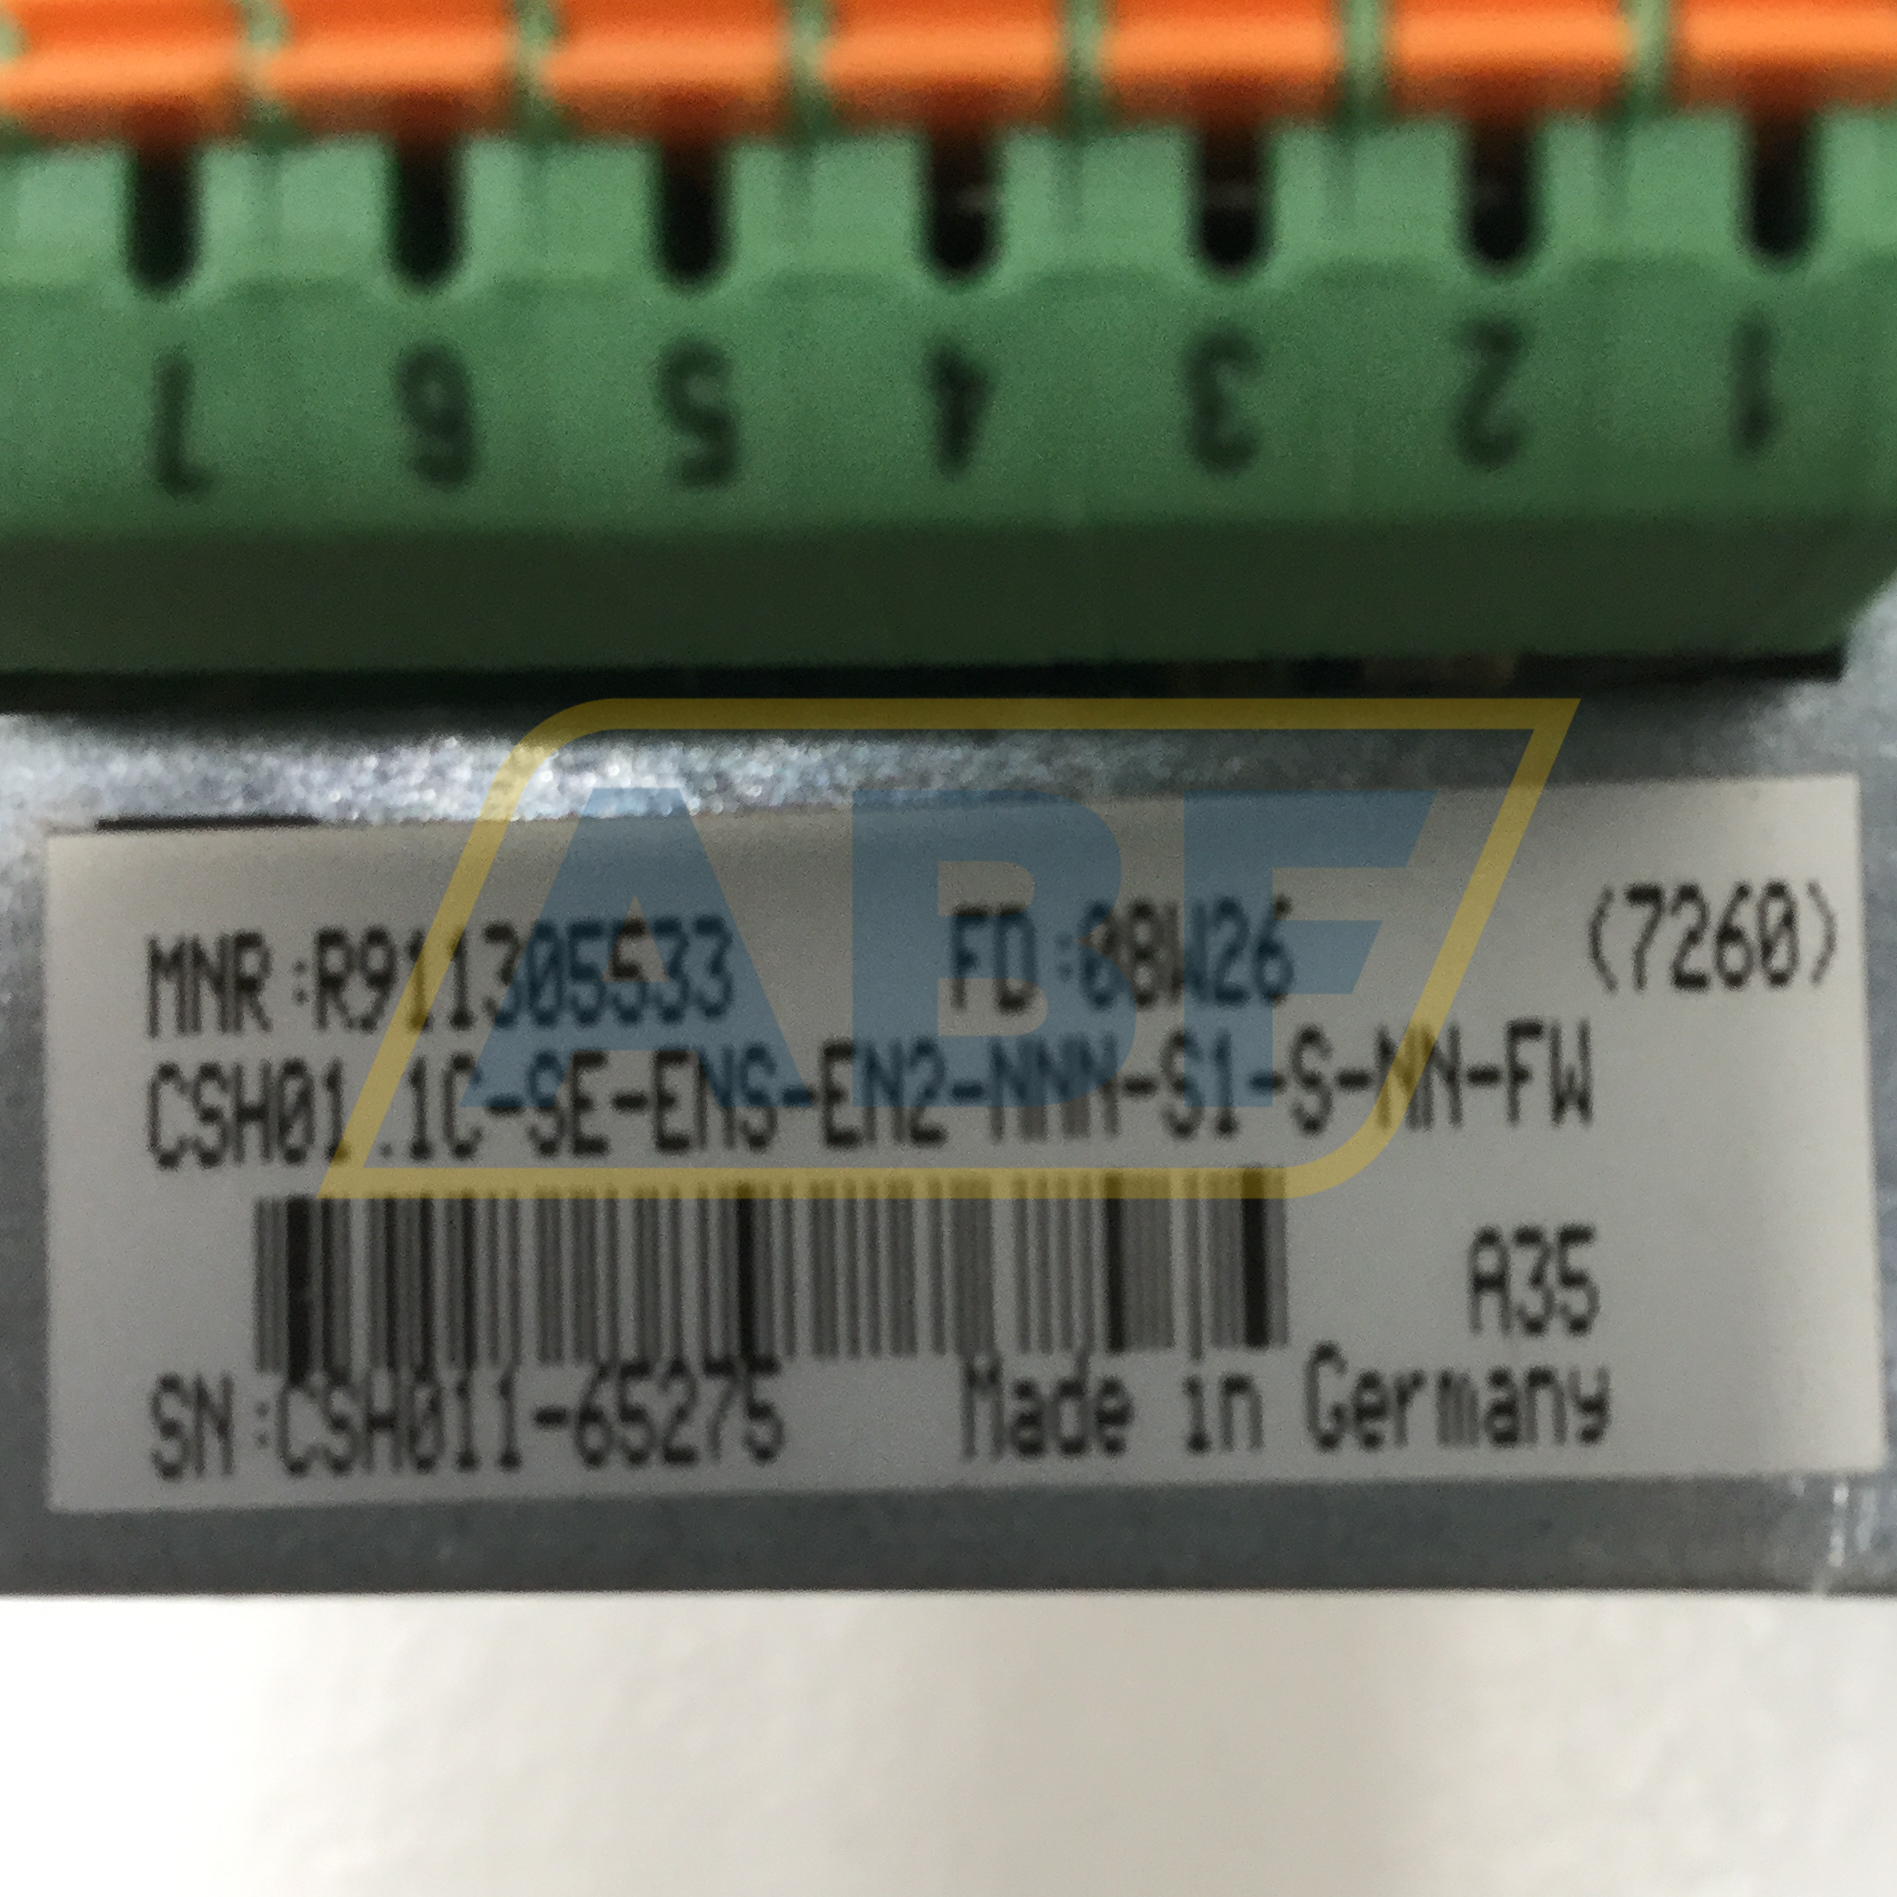 7 6 5 4 3 2 1
ABF
MNR:R911305533 FD:08W26 (7260)
CSH01.1C-SE-ENS-EN2-NNN-S1-S-NN-FW
A35
SN:CSH011-65275 Made in Germany